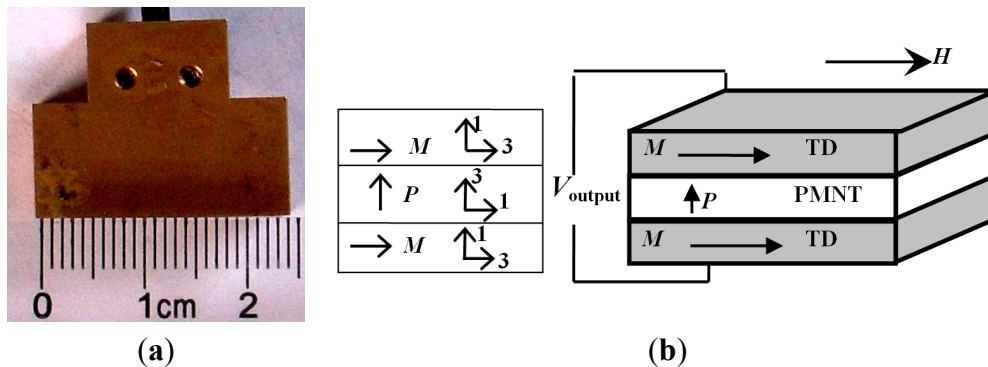 0 1cm 2
(a)
M 1 3
P 3 1
M 1 3
H
M TD
V output
P PMNT
M TD
(b)